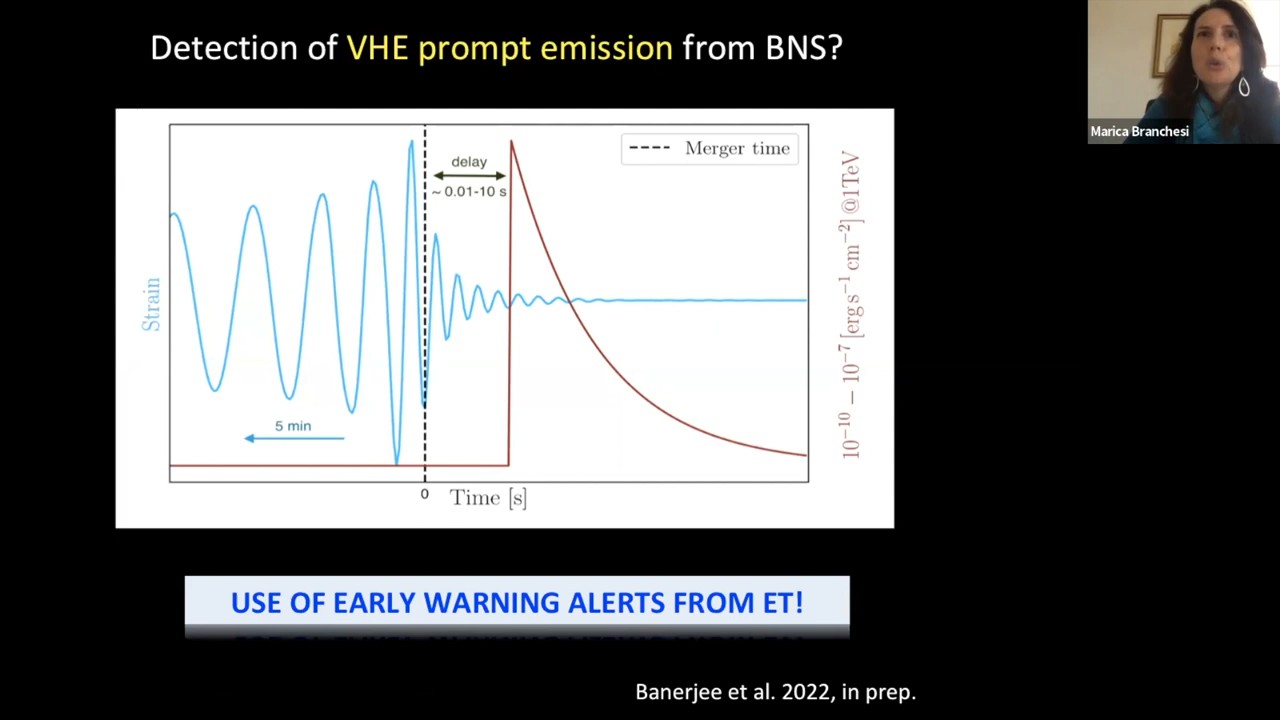 Detection of VHE prompt emission from BNS?
Marica Branchesi
Merger time
delay
~ 0.01-10 s
Strain
5 min
0
Time [s]
10⁻¹⁰ − 10⁻⁷ [erg s⁻¹ cm⁻²] @1TeV
USE OF EARLY WARNING ALERTS FROM ET!
Banerjee et al. 2022, in prep.